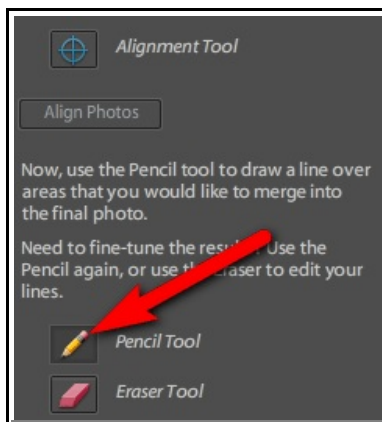 Alignment Tool
Align Photos
Now, use the Pencil tool to draw a line over
areas that you would like to merge into
the final photo.
Need to fine-tune the Use the
Pencil again, or use Eraser to edit your
lines.
Pencil Tool
Eraser Tool